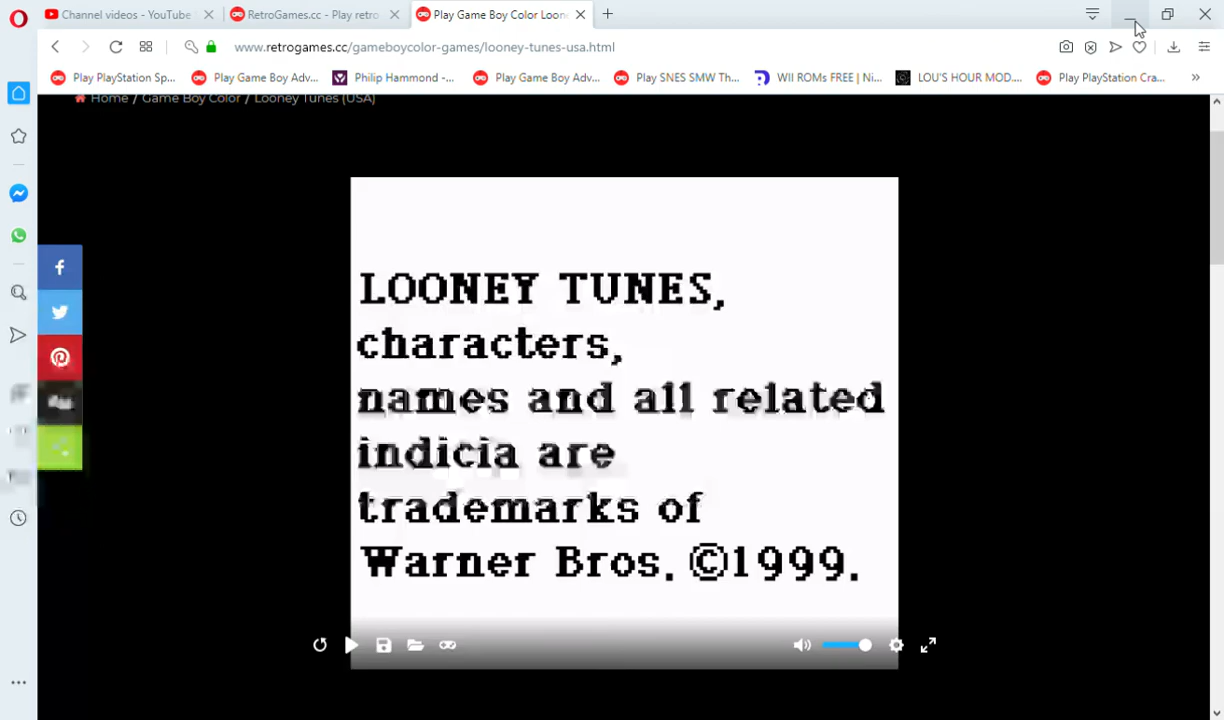 Channel videos - YouTube
RetroGames.cc - Play retro
Play Game Boy Color Loone
www.retrogames.cc/gameboycolor-games/looney-tunes-usa.html
Play PlayStation Sp...
Play Game Boy Adv...
Philip Hammond -...
Play Game Boy Adv...
Play SNES SMW Th...
WII ROMs FREE | Ni...
LOU'S HOUR MOD....
Play PlayStation Cra...
Home / Game Boy Color / Looney Tunes (USA)
LOONEY TUNES,
characters,
names and all related
indicia are
trademarks of
Warner Bros. ©1999.